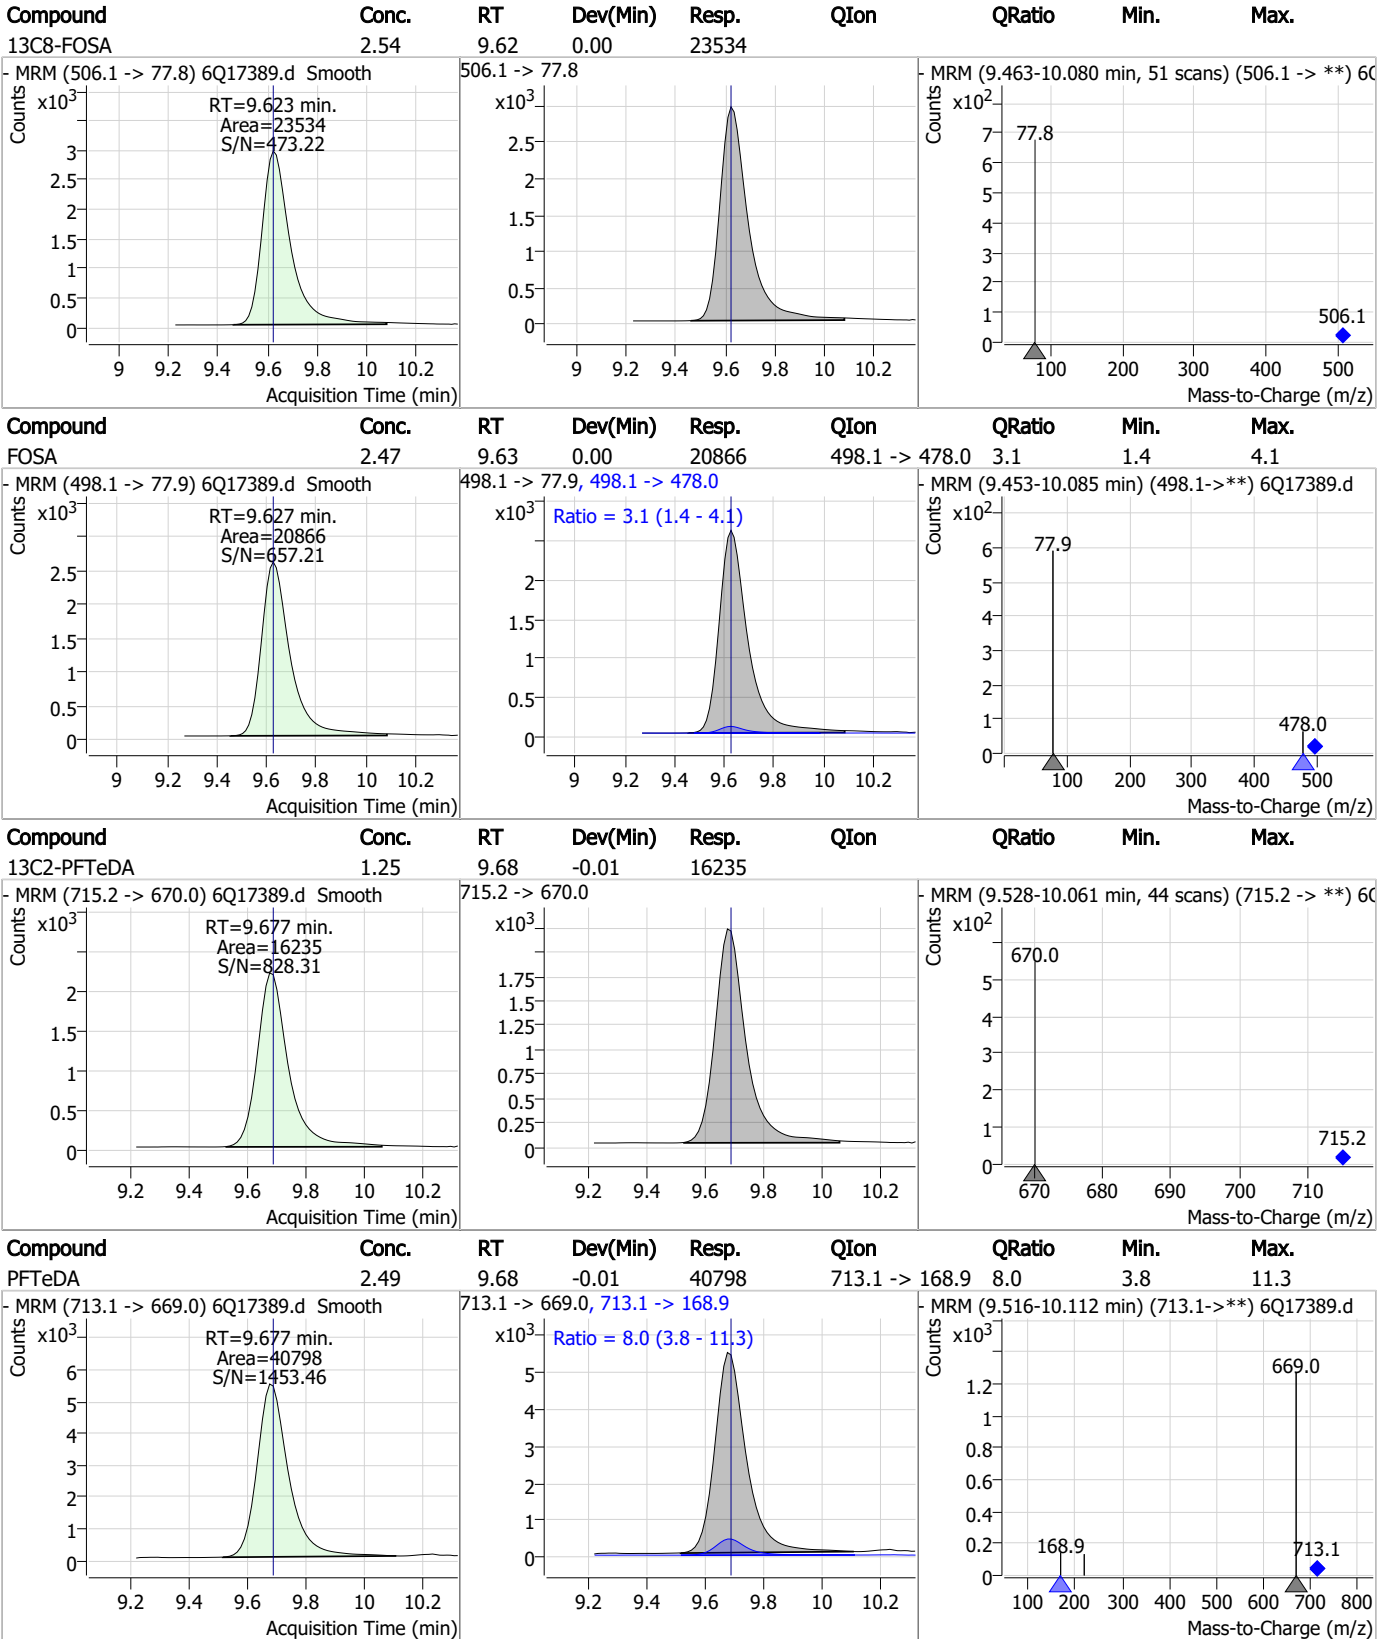 Compound Conc. RT Dev(Min) Resp. QIon QRatio Min. Max.
13C8-FOSA 2.54 9.62 0.00 23534
- MRM (506.1 -> 77.8) 6Q17389.d Smooth
Counts
x10³
RT=9.623 min.
Area=23534
S/N=473.22
3
2.5
2
1.5
1
0.5
0
9 9.2 9.4 9.6 9.8 10 10.2
Acquisition Time (min)
506.1 -> 77.8
x10³
2.5
2
1.5
1
0.5
0
9 9.2 9.4 9.6 9.8 10 10.2
- MRM (9.463-10.080 min, 51 scans) (506.1 -> **) 6Q
Counts
x10²
7
6
5
4
3
2
1
0
77.8
506.1
100 200 300 400 500
Mass-to-Charge (m/z)
Compound Conc. RT Dev(Min) Resp. QIon QRatio Min. Max.
FOSA 2.47 9.63 0.00 20866 498.1 -> 478.0 3.1 1.4 4.1
- MRM (498.1 -> 77.9) 6Q17389.d Smooth
Counts
x10³
RT=9.627 min.
Area=20866
S/N=657.21
2.5
2
1.5
1
0.5
0
9 9.2 9.4 9.6 9.8 10 10.2
Acquisition Time (min)
498.1 -> 77.9, 498.1 -> 478.0
x10³
Ratio = 3.1 (1.4 - 4.1)
2
1.5
1
0.5
0
9 9.2 9.4 9.6 9.8 10 10.2
- MRM (9.453-10.085 min) (498.1->**) 6Q17389.d
Counts
x10²
6
5
4
3
2
1
0
77.9
478.0
100 200 300 400 500
Mass-to-Charge (m/z)
Compound Conc. RT Dev(Min) Resp. QIon QRatio Min. Max.
13C2-PFTeDA 1.25 9.68 -0.01 16235
- MRM (715.2 -> 670.0) 6Q17389.d Smooth
Counts
x10³
RT=9.677 min.
Area=16235
S/N=828.31
2
1.5
1
0.5
0
9.2 9.4 9.6 9.8 10 10.2
Acquisition Time (min)
715.2 -> 670.0
x10³
1.75
1.5
1.25
1
0.75
0.5
0.25
0
9.2 9.4 9.6 9.8 10 10.2
- MRM (9.528-10.061 min, 44 scans) (715.2 -> **) 6Q
Counts
x10²
5
4
3
2
1
0
670.0
715.2
670 680 690 700 710
Mass-to-Charge (m/z)
Compound Conc. RT Dev(Min) Resp. QIon QRatio Min. Max.
PFTeDA 2.49 9.68 -0.01 40798 713.1 -> 168.9 8.0 3.8 11.3
- MRM (713.1 -> 669.0) 6Q17389.d Smooth
Counts
x10³
RT=9.677 min.
Area=40798
S/N=1453.46
6
5
4
3
2
1
0
9.2 9.4 9.6 9.8 10 10.2
Acquisition Time (min)
713.1 -> 669.0, 713.1 -> 168.9
x10³
Ratio = 8.0 (3.8 - 11.3)
5
4
3
2
1
0
9.2 9.4 9.6 9.8 10 10.2
- MRM (9.516-10.112 min) (713.1->**) 6Q17389.d
Counts
x10³
1.2
1
0.8
0.6
0.4
0.2
0
669.0
168.9
713.1
100 200 300 400 500 600 700 800
Mass-to-Charge (m/z)